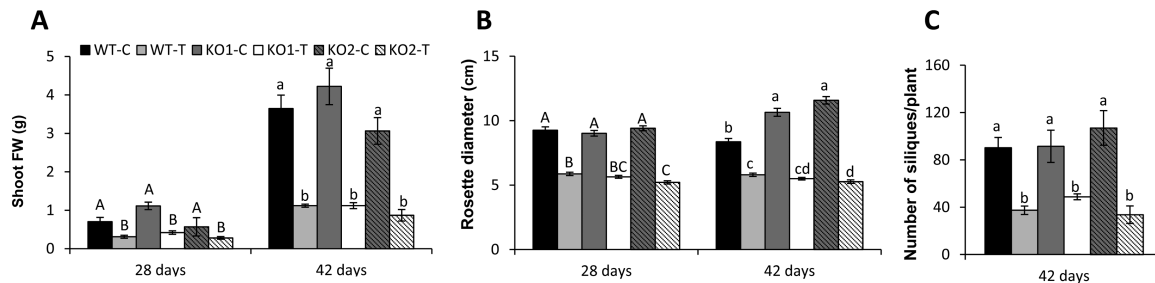 A
Shoot FW (g)
WT-C WT-T KO1-C KO1-T KO2-C KO2-T
5
4
3
2
1
0
A B A B A B
a b a b a b
28 days 42 days
B
Rosette diameter (cm)
15
10
5
0
A B A BC A C
b c a cd a d
28 days 42 days
C
Number of siliques/plant
160
120
80
40
0
a b a b a b
42 days